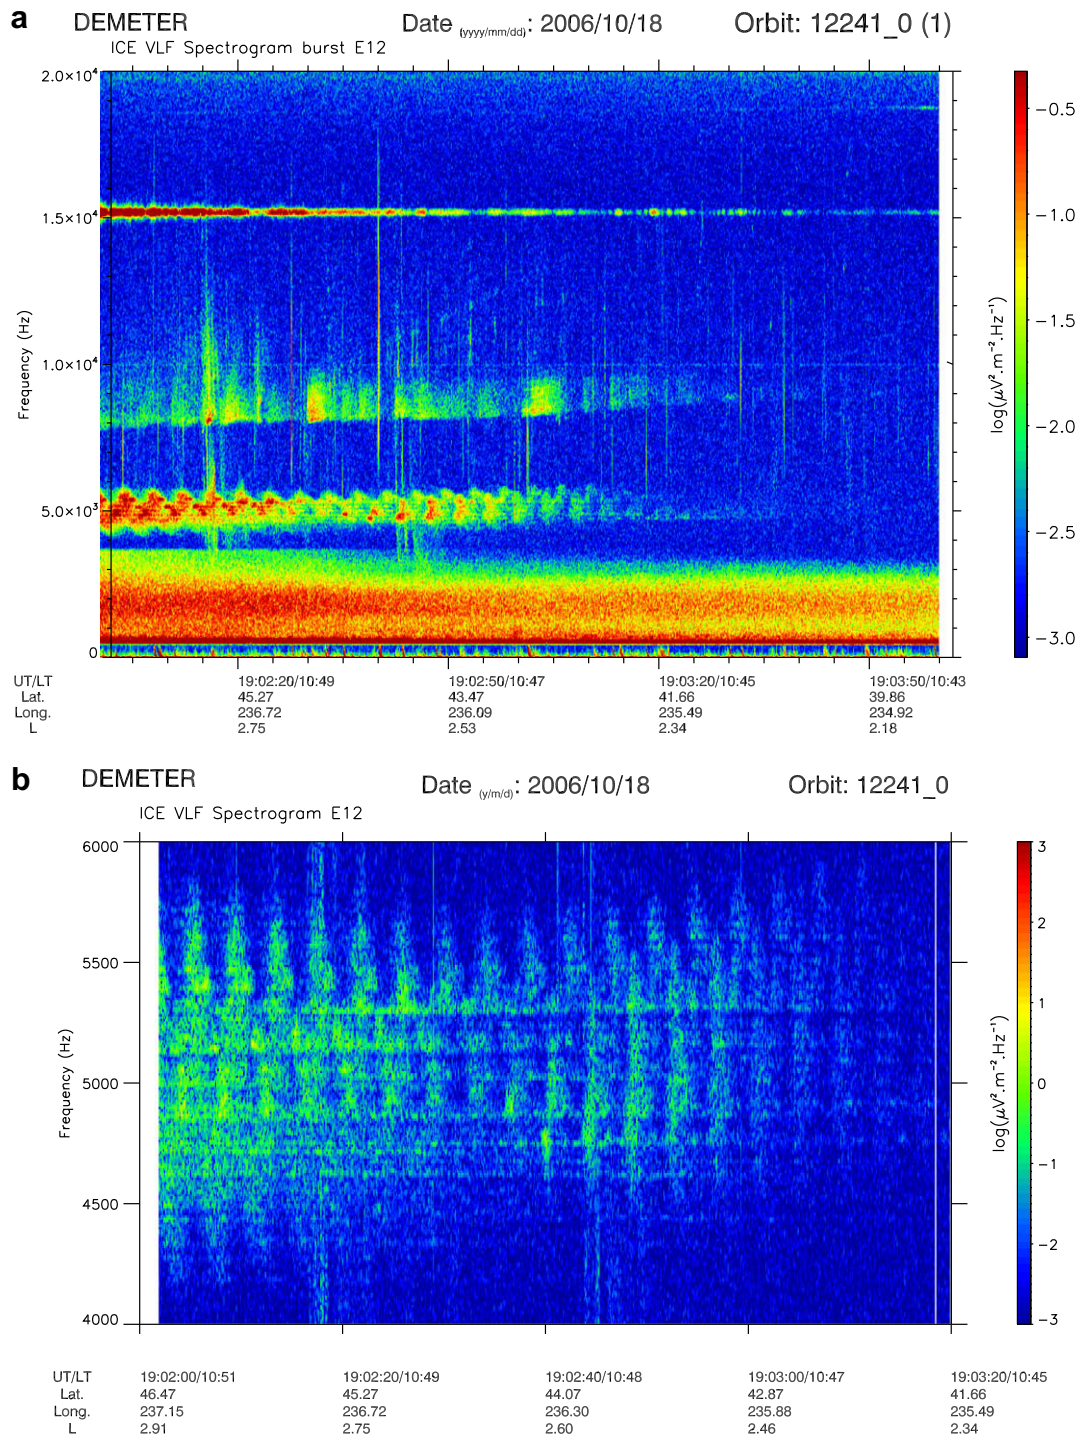 a
DEMETER Date (yyyy/mm/dd): 2006/10/18 Orbit: 12241_0 (1)
ICE VLF Spectrogram burst E12
2.0×10⁴
1.5×10⁴
1.0×10⁴
5.0×10³
0
Frequency (Hz)
−0.5
−1.0
−1.5
−2.0
−2.5
−3.0
log(μV².m⁻².Hz⁻¹)
UT/LT 19:02:20/10:49 19:02:50/10:47 19:03:20/10:45 19:03:50/10:43
Lat. 45.27 43.47 41.66 39.86
Long. 236.72 236.09 235.49 234.92
L 2.75 2.53 2.34 2.18
b
DEMETER Date (y/m/d): 2006/10/18 Orbit: 12241_0
ICE VLF Spectrogram E12
6000
5500
5000
4500
4000
Frequency (Hz)
3
2
1
0
−1
−2
−3
log(μV².m⁻².Hz⁻¹)
UT/LT 19:02:00/10:51 19:02:20/10:49 19:02:40/10:48 19:03:00/10:47 19:03:20/10:45
Lat. 46.47 45.27 44.07 42.87 41.66
Long. 237.15 236.72 236.30 235.88 235.49
L 2.91 2.75 2.60 2.46 2.34